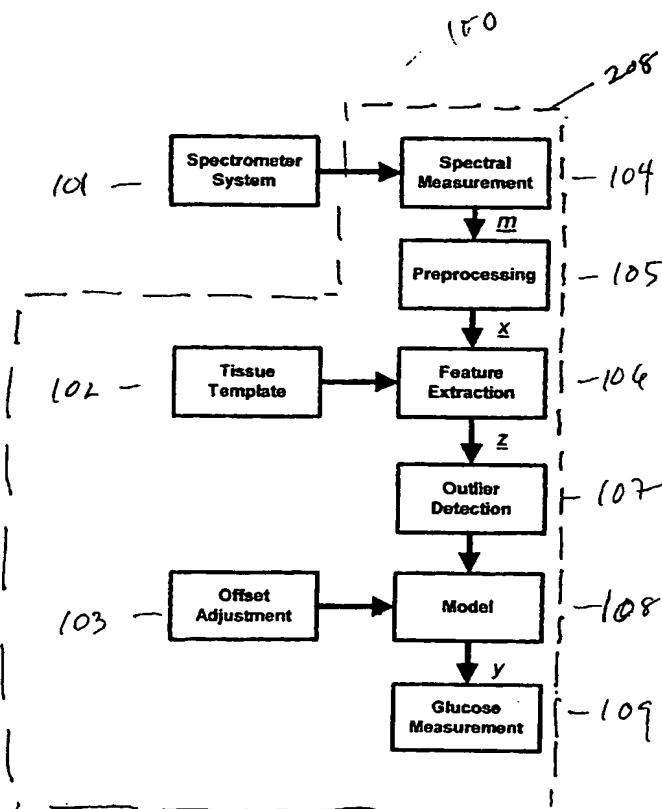 150
208
Spectrometer
System
101
Spectral
Measurement
104
m
Preprocessing
105
x
Tissue
Template
102
Feature
Extraction
106
z
Outlier
Detection
107
Offset
Adjustment
103
Model
108
y
Glucose
Measurement
109